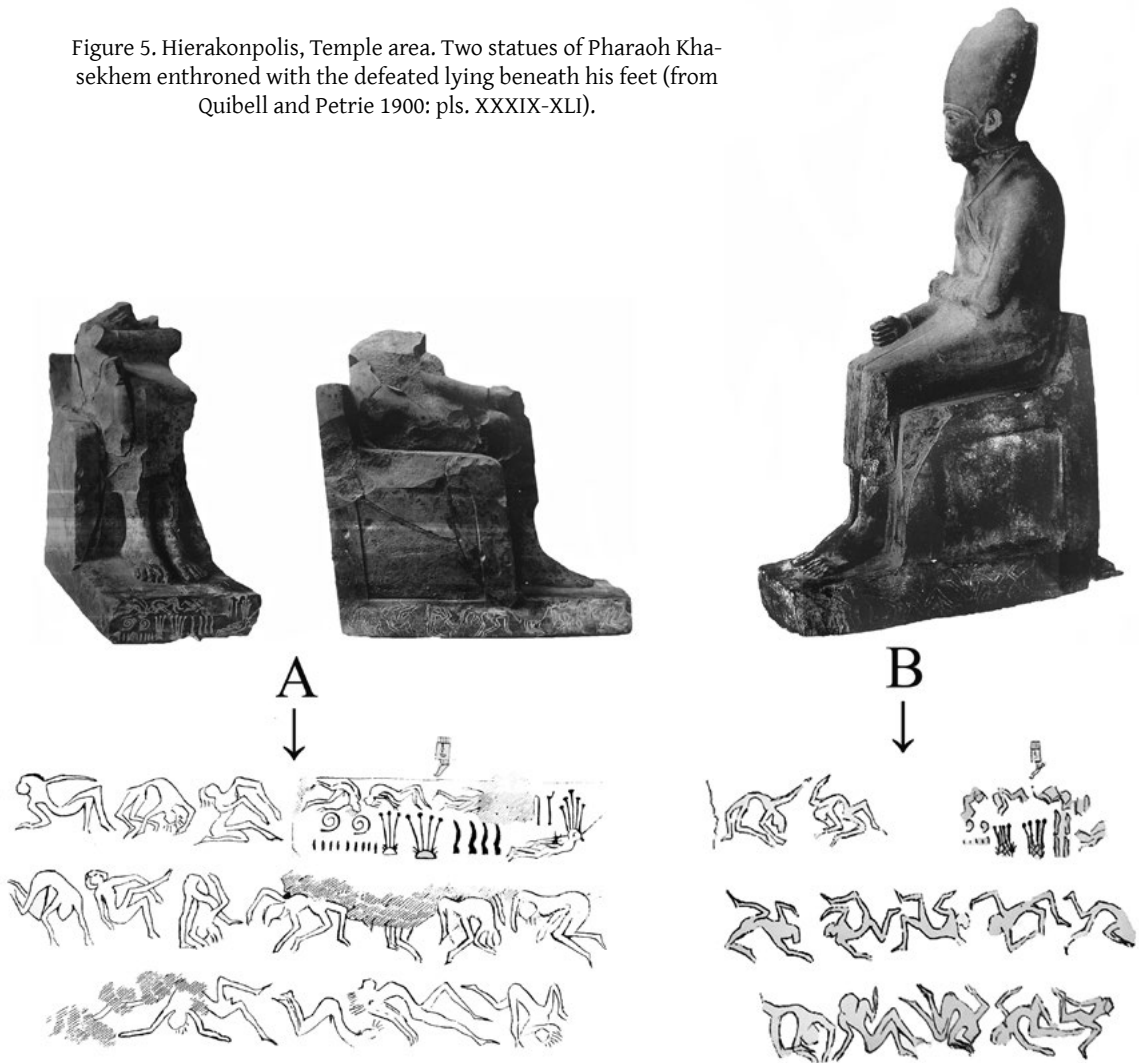 Figure 5. Hierakonpolis, Temple area. Two statues of Pharaoh Kha-
sekhem enthroned with the defeated lying beneath his feet (from
Quibell and Petrie 1900: pls. XXXIX-XLI).
A
B